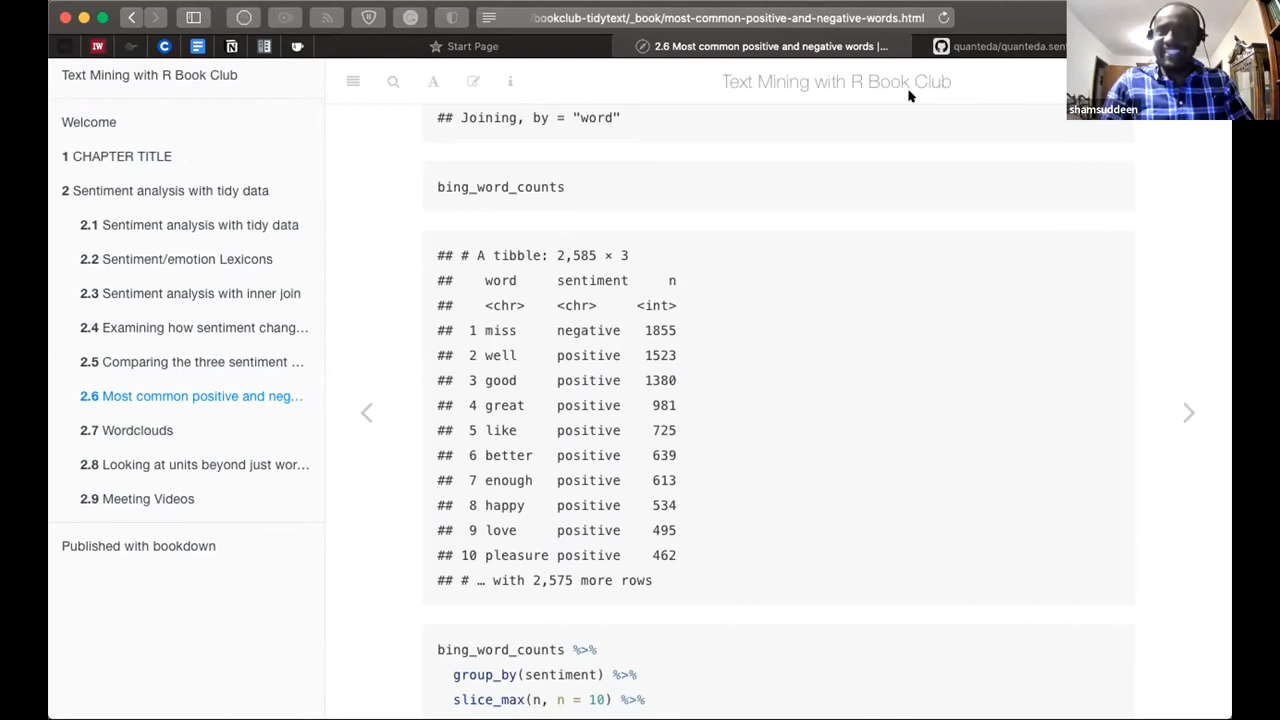 bookclub-tidytext/_book/most-common-positive-and-negative-words.html
IW
Start Page
2.6 Most common positive and negative words |...
quanteda/quanteda.sen
shamsuddeen
Text Mining with R Book Club
Text Mining with R Book Club
Welcome
1 CHAPTER TITLE
2 Sentiment analysis with tidy data
2.1 Sentiment analysis with tidy data
2.2 Sentiment/emotion Lexicons
2.3 Sentiment analysis with inner join
2.4 Examining how sentiment chang...
2.5 Comparing the three sentiment ...
2.6 Most common positive and neg...
2.7 Wordclouds
2.8 Looking at units beyond just wor...
2.9 Meeting Videos
Published with bookdown
## Joining, by = "word"
bing_word_counts
## # A tibble: 2,585 × 3
## word sentiment n
## <chr> <chr> <int>
## 1 miss negative 1855
## 2 well positive 1523
## 3 good positive 1380
## 4 great positive 981
## 5 like positive 725
## 6 better positive 639
## 7 enough positive 613
## 8 happy positive 534
## 9 love positive 495
## 10 pleasure positive 462
## # … with 2,575 more rows
bing_word_counts %>%
group_by(sentiment) %>%
slice_max(n, n = 10) %>%